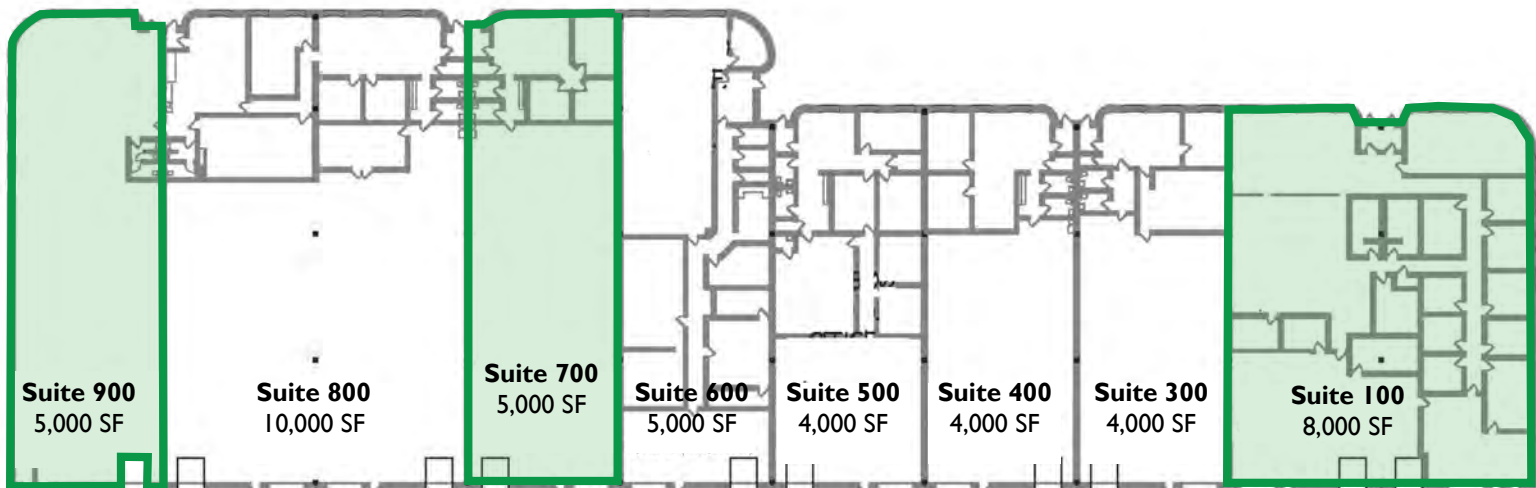 Suite 900
5,000 SF
Suite 800
10,000 SF
Suite 700
5,000 SF
Suite 600
5,000 SF
Suite 500
4,000 SF
Suite 400
4,000 SF
Suite 300
4,000 SF
Suite 100
8,000 SF